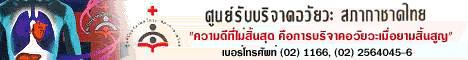 ศูนย์รับบริจาคอวัยวะ สภากาชาดไทย
"ความดีที่ไม่สิ้นสุด คือการบริจาคอวัยวะเมื่อยามสิ้นสูญ"
เบอร์โทรศัพท์ (02) 1166, (02) 2564045-6